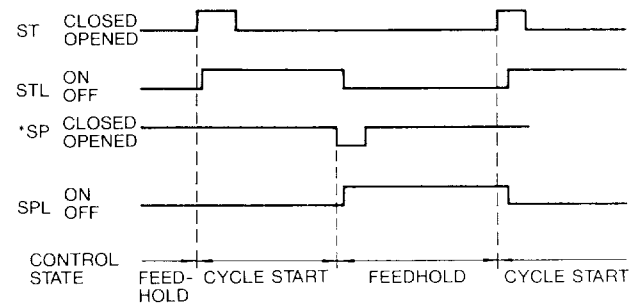 ST CLOSED
OPENED
STL ON
OFF
*SP CLOSED
OPENED
SPL ON
OFF
CONTROL
STATE
FEED-
HOLD
CYCLE START
FEEDHOLD
CYCLE START